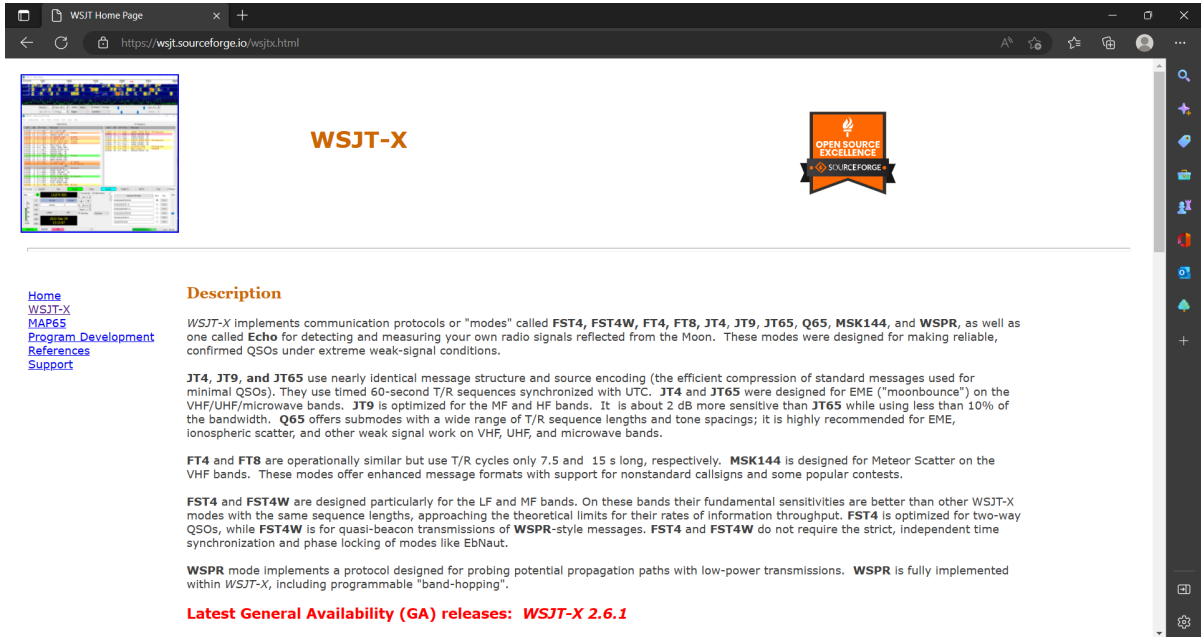 WSJT Home Page
https://wsjt.sourceforge.io/wsjtx.html
WSJT-X
OPEN SOURCE
EXCELLENCE
SOURCEFORGE
Home
WSJT-X
MAP65
Program Development
References
Support
Description
WSJT-X implements communication protocols or "modes" called FST4, FST4W, FT4, FT8, JT4, JT9, JT65, Q65, MSK144, and WSPR, as well as
one called Echo for detecting and measuring your own radio signals reflected from the Moon. These modes were designed for making reliable,
confirmed QSOs under extreme weak-signal conditions.
JT4, JT9, and JT65 use nearly identical message structure and source encoding (the efficient compression of standard messages used for
minimal QSOs). They use timed 60-second T/R sequences synchronized with UTC. JT4 and JT65 were designed for EME ("moonbounce") on the
VHF/UHF/microwave bands. JT9 is optimized for the MF and HF bands. It is about 2 dB more sensitive than JT65 while using less than 10% of
the bandwidth. Q65 offers submodes with a wide range of T/R sequence lengths and tone spacings; it is highly recommended for EME,
ionospheric scatter, and other weak signal work on VHF, UHF, and microwave bands.
FT4 and FT8 are operationally similar but use T/R cycles only 7.5 and 15 s long, respectively. MSK144 is designed for Meteor Scatter on the
VHF bands. These modes offer enhanced message formats with support for nonstandard callsigns and some popular contests.
FST4 and FST4W are designed particularly for the LF and MF bands. On these bands their fundamental sensitivities are better than other WSJT-X
modes with the same sequence lengths, approaching the theoretical limits for their rates of information throughput. FST4 is optimized for two-way
QSOs, while FST4W is for quasi-beacon transmissions of WSPR-style messages. FST4 and FST4W do not require the strict, independent time
synchronization and phase locking of modes like EbNaut.
WSPR mode implements a protocol designed for probing potential propagation paths with low-power transmissions. WSPR is fully implemented
within WSJT-X, including programmable "band-hopping".
Latest General Availability (GA) releases: WSJT-X 2.6.1